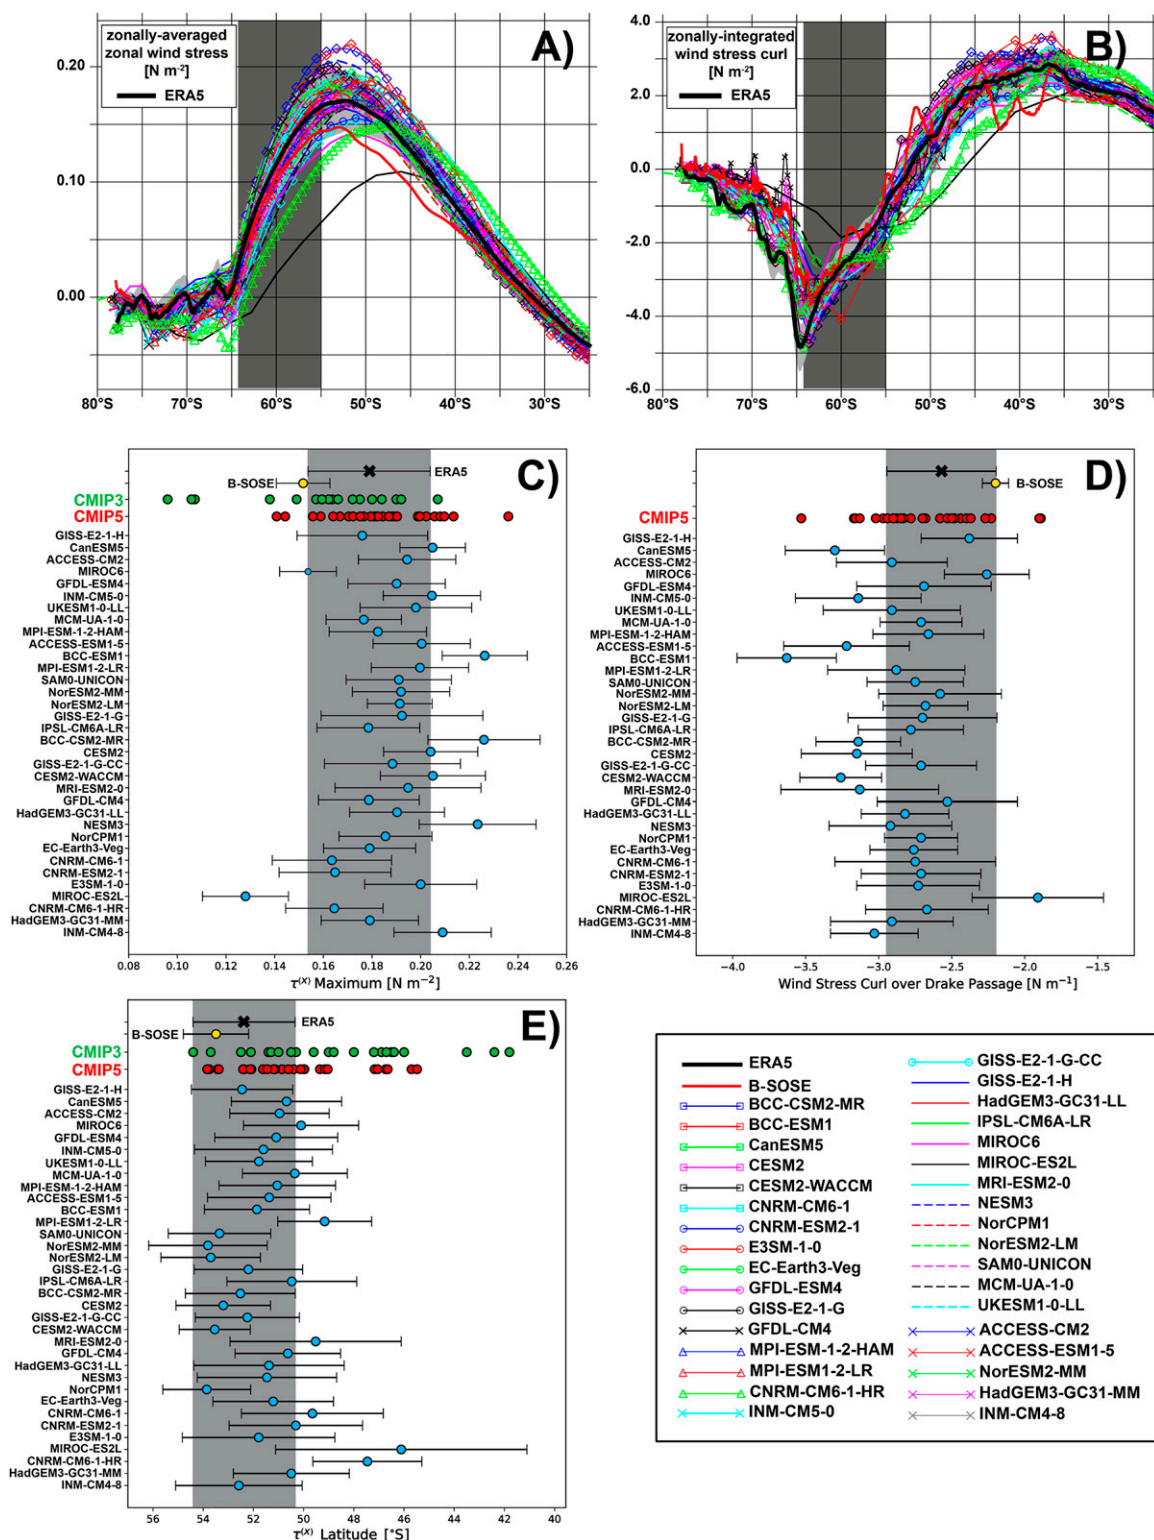 zonally-averaged
zonal wind stress
[N m-2]
ERA5
A)
0.20
0.10
0.00
80°S 70°S 60°S 50°S 40°S 30°S
zonally-integrated
wind stress curl
[N m-2]
ERA5
B)
4.0
2.0
0.0
-2.0
-4.0
-6.0
80°S 70°S 60°S 50°S 40°S 30°S
C)
ERA5
B-SOSE
CMIP3
CMIP5
GISS-E2-1-H
CanESM5
ACCESS-CM2
MIROC6
GFDL-ESM4
INM-CM5-0
UKESM1-0-LL
MCM-UA-1-0
MPI-ESM-1-2-HAM
ACCESS-ESM1-5
BCC-ESM1
MPI-ESM1-2-LR
SAM0-UNICON
NorESM2-MM
NorESM2-LM
GISS-E2-1-G
IPSL-CM6A-LR
BCC-CSM2-MR
CESM2
GISS-E2-1-G-CC
CESM2-WACCM
MRI-ESM2-0
GFDL-CM4
HadGEM3-GC31-LL
NESM3
NorCPM1
EC-Earth3-Veg
CNRM-CM6-1
CNRM-ESM2-1
E3SM-1-0
MIROC-ES2L
CNRM-CM6-1-HR
HadGEM3-GC31-MM
INM-CM4-8
0.08 0.10 0.12 0.14 0.16 0.18 0.20 0.22 0.24 0.26
τ(x) Maximum [N m−2]
D)
B-SOSE
CMIP5
GISS-E2-1-H
CanESM5
ACCESS-CM2
MIROC6
GFDL-ESM4
INM-CM5-0
UKESM1-0-LL
MCM-UA-1-0
MPI-ESM-1-2-HAM
ACCESS-ESM1-5
BCC-ESM1
MPI-ESM1-2-LR
SAM0-UNICON
NorESM2-MM
NorESM2-LM
GISS-E2-1-G
IPSL-CM6A-LR
BCC-CSM2-MR
CESM2
GISS-E2-1-G-CC
CESM2-WACCM
MRI-ESM2-0
GFDL-CM4
HadGEM3-GC31-LL
NESM3
NorCPM1
EC-Earth3-Veg
CNRM-CM6-1
CNRM-ESM2-1
E3SM-1-0
MIROC-ES2L
CNRM-CM6-1-HR
HadGEM3-GC31-MM
INM-CM4-8
−4.0 −3.5 −3.0 −2.5 −2.0 −1.5
Wind Stress Curl over Drake Passage [N m−1]
E)
ERA5
B-SOSE
CMIP3
CMIP5
GISS-E2-1-H
CanESM5
ACCESS-CM2
MIROC6
GFDL-ESM4
INM-CM5-0
UKESM1-0-LL
MCM-UA-1-0
MPI-ESM-1-2-HAM
ACCESS-ESM1-5
BCC-ESM1
MPI-ESM1-2-LR
SAM0-UNICON
NorESM2-MM
NorESM2-LM
GISS-E2-1-G
IPSL-CM6A-LR
BCC-CSM2-MR
CESM2
GISS-E2-1-G-CC
CESM2-WACCM
MRI-ESM2-0
GFDL-CM4
HadGEM3-GC31-LL
NESM3
NorCPM1
EC-Earth3-Veg
CNRM-CM6-1
CNRM-ESM2-1
E3SM-1-0
MIROC-ES2L
CNRM-CM6-1-HR
HadGEM3-GC31-MM
INM-CM4-8
56 54 52 50 48 46 44 42 40
τ(x) Latitude [°S]
ERA5
B-SOSE
BCC-CSM2-MR
BCC-ESM1
CanESM5
CESM2
CESM2-WACCM
CNRM-CM6-1
CNRM-ESM2-1
E3SM-1-0
EC-Earth3-Veg
GFDL-ESM4
GISS-E2-1-G
GFDL-CM4
MPI-ESM-1-2-HAM
MPI-ESM1-2-LR
CNRM-CM6-1-HR
INM-CM5-0
GISS-E2-1-G-CC
GISS-E2-1-H
HadGEM3-GC31-LL
IPSL-CM6A-LR
MIROC6
MIROC-ES2L
MRI-ESM2-0
NESM3
NorCPM1
NorESM2-LM
SAM0-UNICON
MCM-UA-1-0
UKESM1-0-LL
ACCESS-CM2
ACCESS-ESM1-5
NorESM2-MM
HadGEM3-GC31-MM
INM-CM4-8